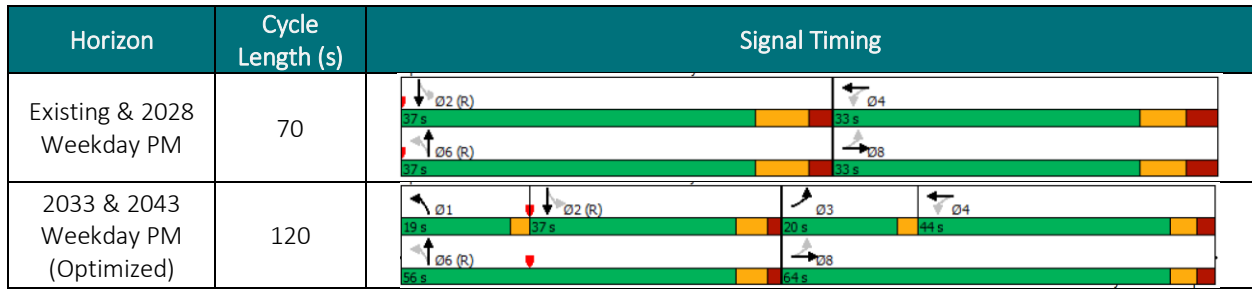 Horizon
Cycle
Length (s)
Signal Timing
Existing & 2028
Weekday PM
70
Ø2 (R)
Ø4
37 s
33 s
Ø6 (R)
Ø8
37 s
33 s
2033 & 2043
Weekday PM
(Optimized)
120
Ø1
Ø2 (R)
Ø3
Ø4
19 s
37 s
20 s
44 s
Ø6 (R)
Ø8
56 s
64 s